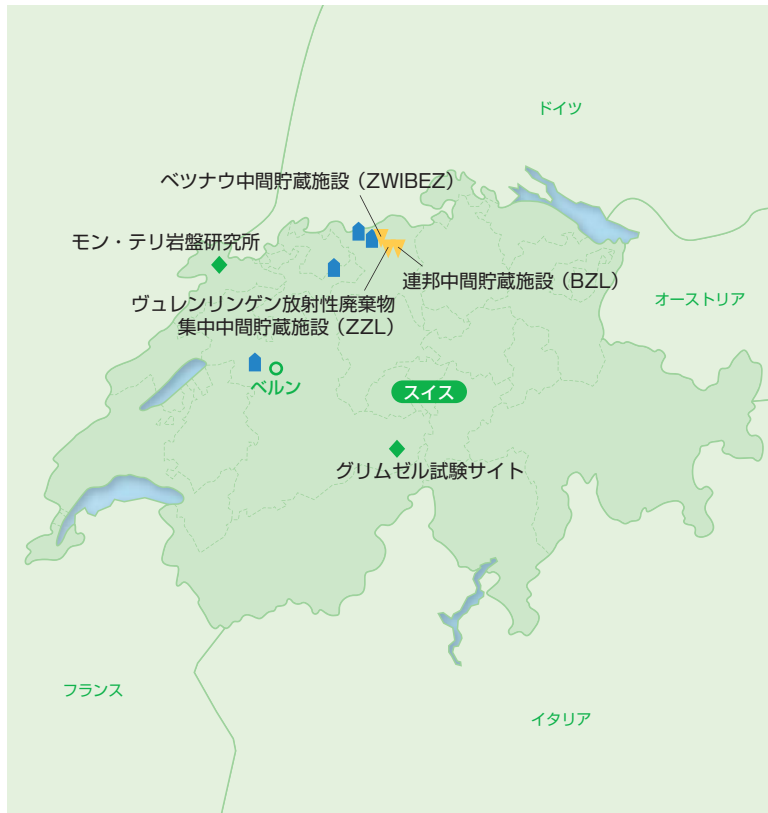 ドイツ
ベツナウ中間貯蔵施設（ZWIBEZ）
モン・テリ岩盤研究所
連邦中間貯蔵施設（BZL）
オーストリア
ヴュレンリンゲン放射性廃棄物
集中中間貯蔵施設（ZZL）
ベルン
スイス
グリムゼル試験サイト
フランス
イタリア